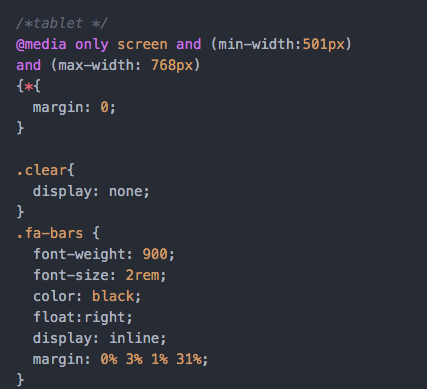 /*tablet */
@media only screen and (min-width:501px)
and (max-width: 768px)
{*{
  margin: 0;
}

.clear{
  display: none;
}
.fa-bars {
  font-weight: 900;
  font-size: 2rem;
  color: black;
  float:right;
  display: inline;
  margin: 0% 3% 1% 31%;
}